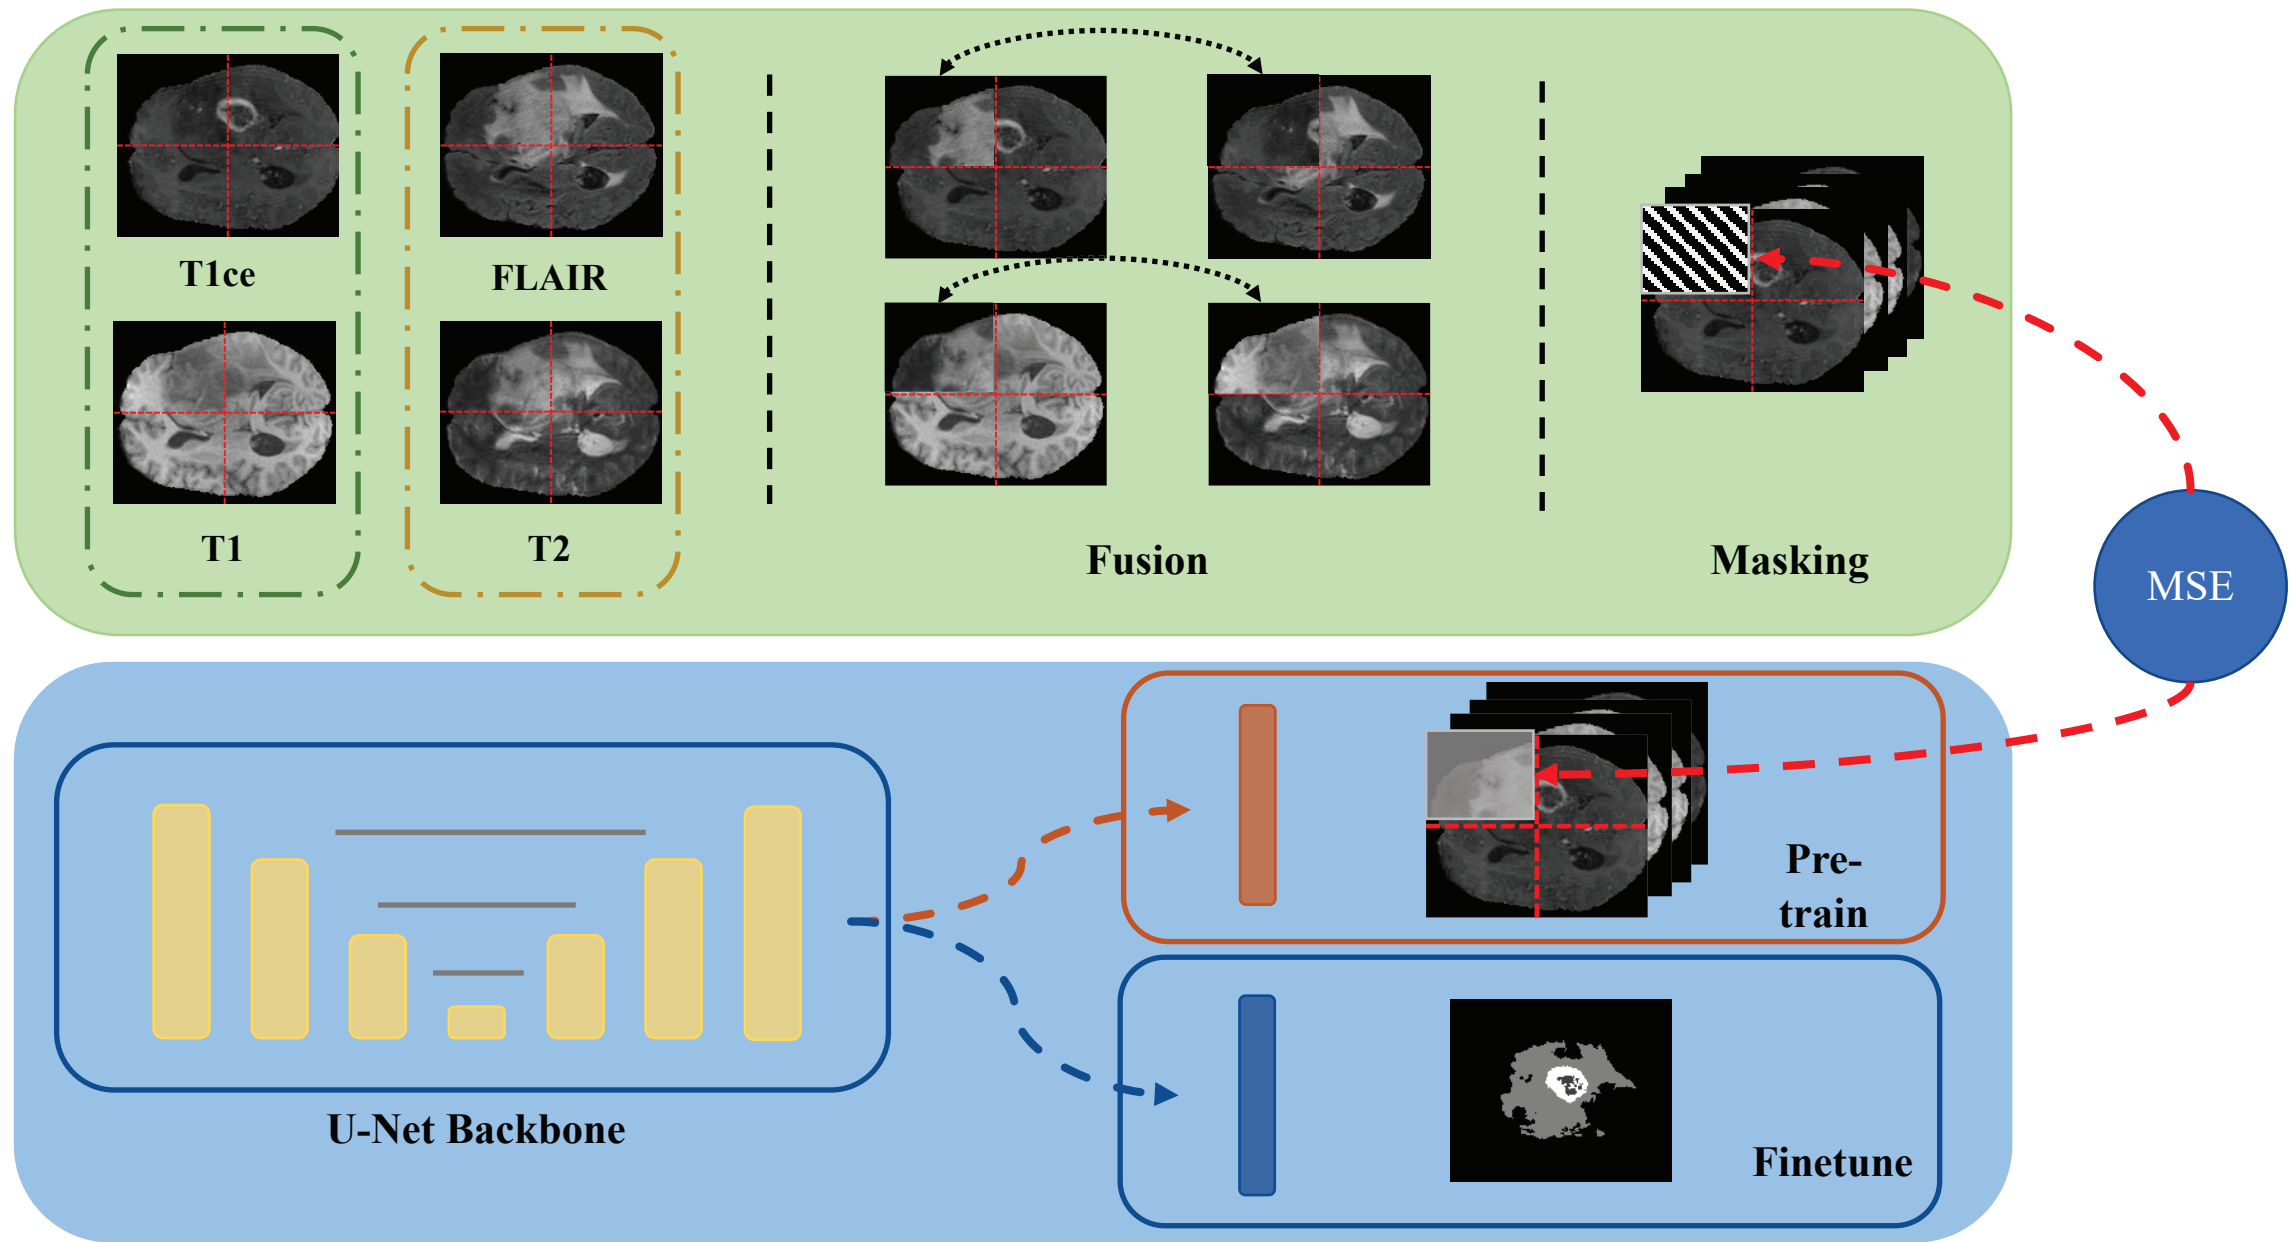 T1ce
FLAIR
T1
T2
Fusion
Masking
MSE
U-Net Backbone
Pre-
train
Finetune